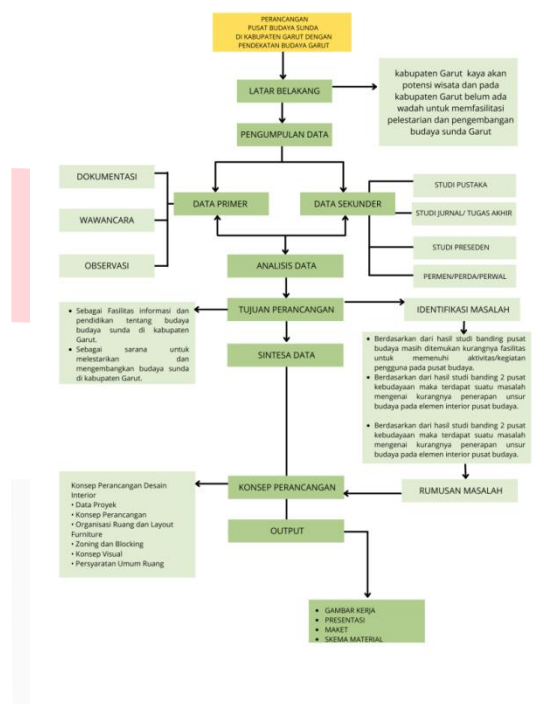 PERANCANGAN
PUSAT BUDAYA SUNDA
DI KABUPATEN GARUT DENGAN
PENDEKATAN BUDAYA GARUT
LATAR BELAKANG
kabupaten Garut kaya akan
potensi wisata dan pada
kabupaten Garut belum ada
wadah untuk memfasilitasi
pelestarian dan pengembangan
budaya sunda Garut
PENGUMPULAN DATA
DOKUMENTASI
WAWANCARA
OBSERVASI
DATA PRIMER
DATA SEKUNDER
STUDI PUSTAKA
STUDI JURNAL/ TUGAS AKHIR
STUDI PRESEDEN
PERMEN/PERDA/PERWAL
ANALISIS DATA
TUJUAN PERANCANGAN
• Sebagai Fasilitas informasi dan
pendidikan tentang budaya
budaya sunda di kabupaten
Garut.
• Sebagai sarana untuk
melestarikan dan
mengembangkan budaya sunda
di kabupaten Garut.
IDENTIFIKASI MASALAH
• Berdasarkan dari hasil studi banding pusat
budaya masih ditemukan kurangnya fasilitas
untuk memenuhi aktivitas/kegiatan
pengguna pada pusat budaya.
• Berdasarkan dari hasil studi banding 2 pusat
kebudayaan maka terdapat suatu masalah
mengenai kurangnya penerapan unsur
budaya pada elemen interior pusat budaya.
• Berdasarkan dari hasil studi banding 2 pusat
kebudayaan maka terdapat suatu masalah
mengenai kurangnya penerapan unsur
budaya pada elemen interior pusat budaya.
SINTESA DATA
RUMUSAN MASALAH
KONSEP PERANCANGAN
Konsep Perancangan Desain
Interior
• Data Proyek
• Konsep Perancangan
• Organisasi Ruang dan Layout
Furniture
• Zoning dan Blocking
• Konsep Visual
• Persyaratan Umum Ruang
OUTPUT
• GAMBAR KERJA
• PRESENTASI
• MAKET
• SKEMA MATERIAL